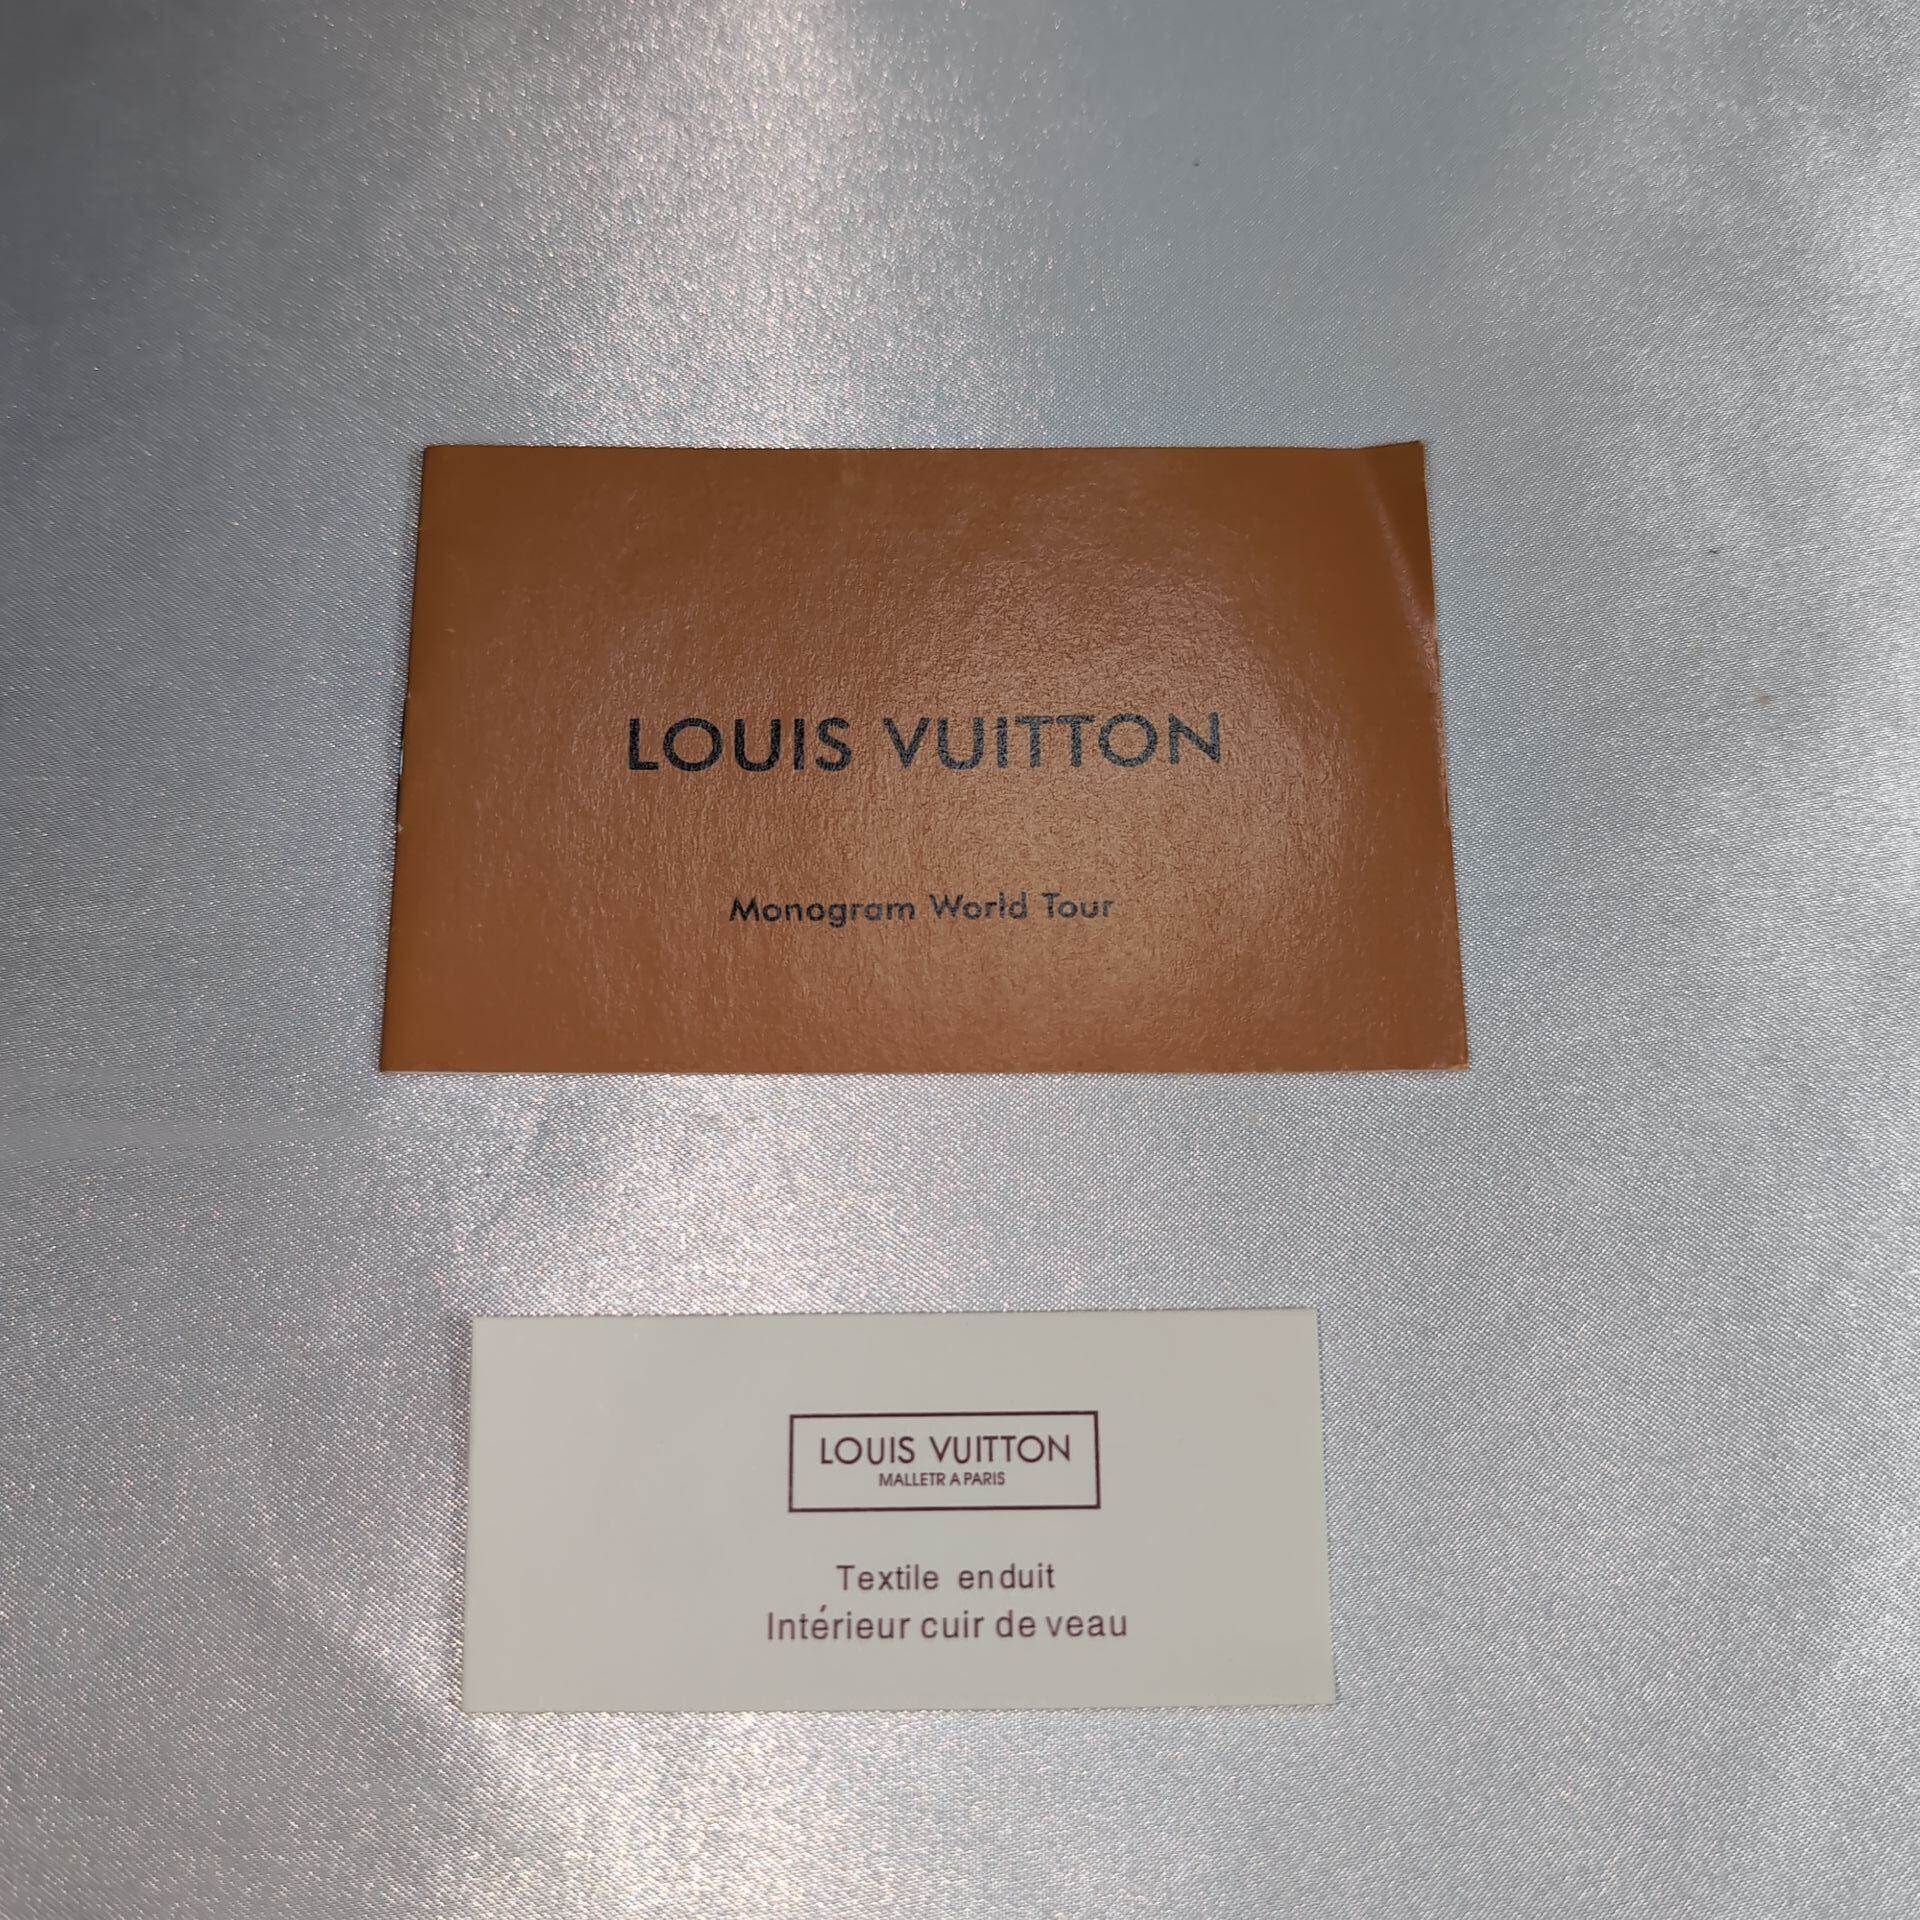 LOUIS VUITTON
Monogram World Tour
LOUIS VUITTON
MALLETR A PARIS
Textile enduit
Intérieur cuir de veau